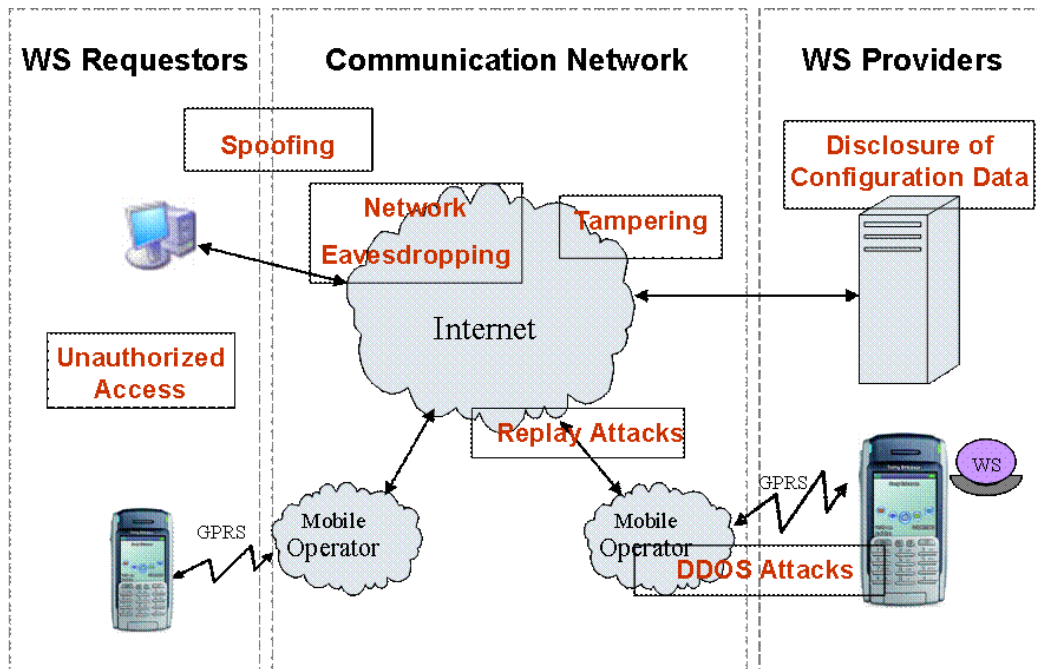 WS Requestors
Communication Network
WS Providers
Spoofing
Disclosure of
Configuration Data
Network
Eavesdropping
Tampering
Internet
Unauthorized
Access
Replay Attacks
WS
GPRS
Mobile
Operator
Mobile
Operator
GPRS
DDOS Attacks